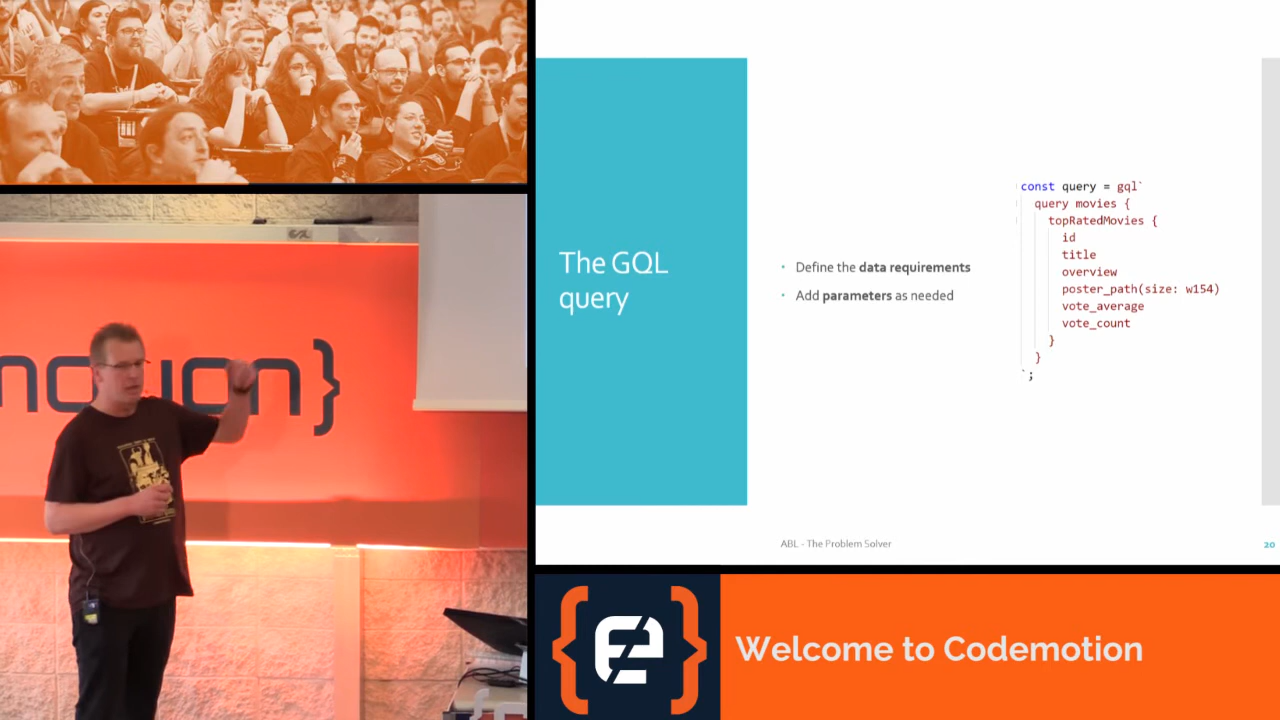 motion}
The GQL
query
• Define the data requirements
• Add parameters as needed
const query = gql`
query movies {
topRatedMovies {
id
title
overview
poster_path(size: w154)
vote_average
vote_count
}
}
`;
ABL - The Problem Solver
20
Welcome to Codemotion